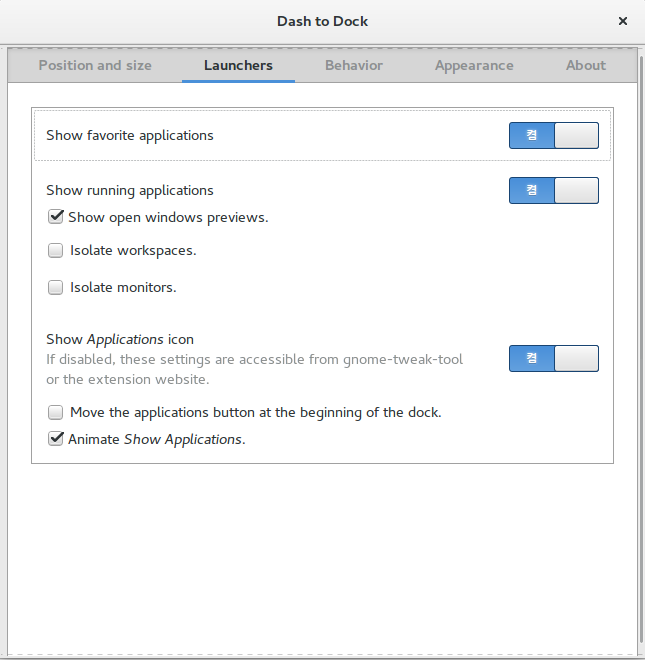 Dash to Dock
Position and size Launchers Behavior Appearance About
Show favorite applications 켬
Show running applications 켬
Show open windows previews.
Isolate workspaces.
Isolate monitors.
Show Applications icon
If disabled, these settings are accessible from gnome-tweak-tool 켬
or the extension website.
Move the applications button at the beginning of the dock.
Animate Show Applications.